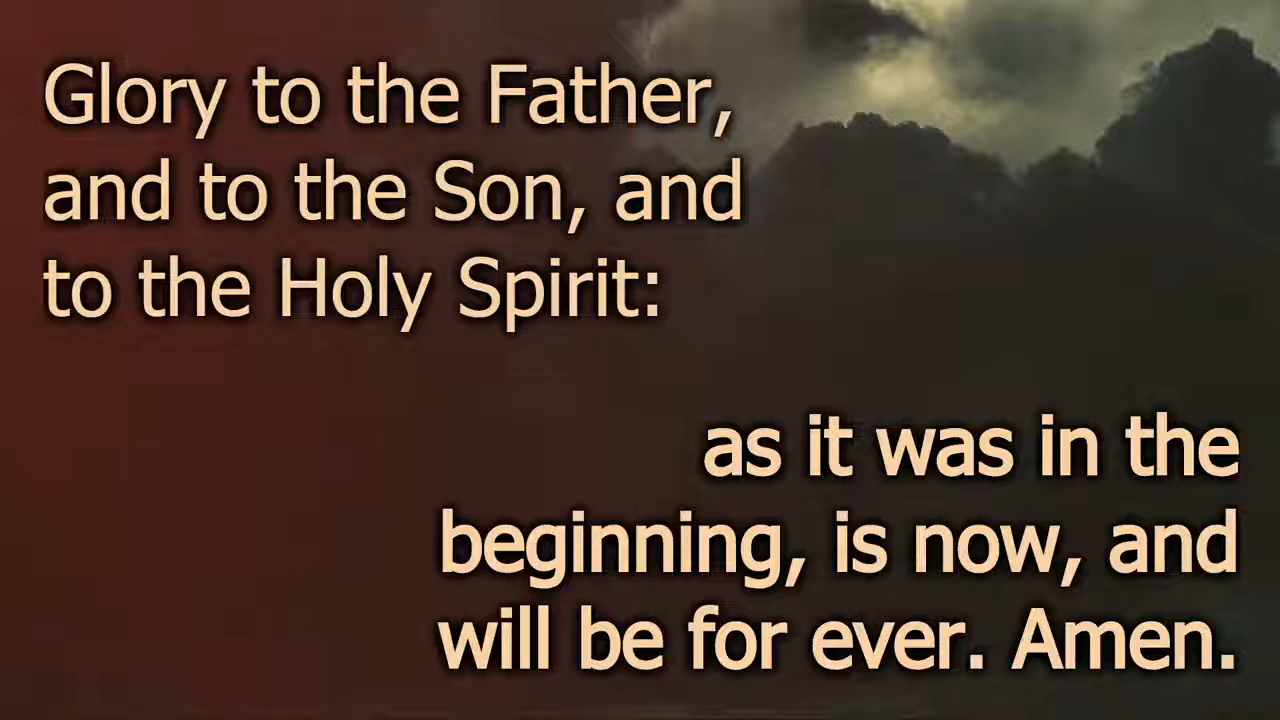 Glory to the Father,
and to the Son, and
to the Holy Spirit:
as it was in the
beginning, is now, and
will be for ever. Amen.